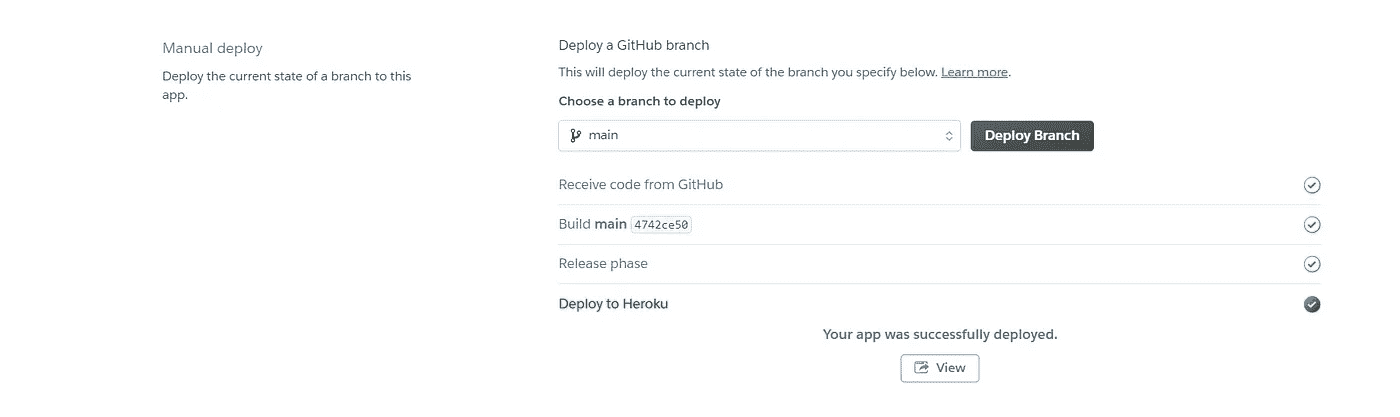 Manual deploy
Deploy the current state of a branch to this
app.
Deploy a GitHub branch
This will deploy the current state of the branch you specify below. Learn more.
Choose a branch to deploy
main
Deploy Branch
Receive code from GitHub
Build main 4742ce50
Release phase
Deploy to Heroku
Your app was successfully deployed.
View